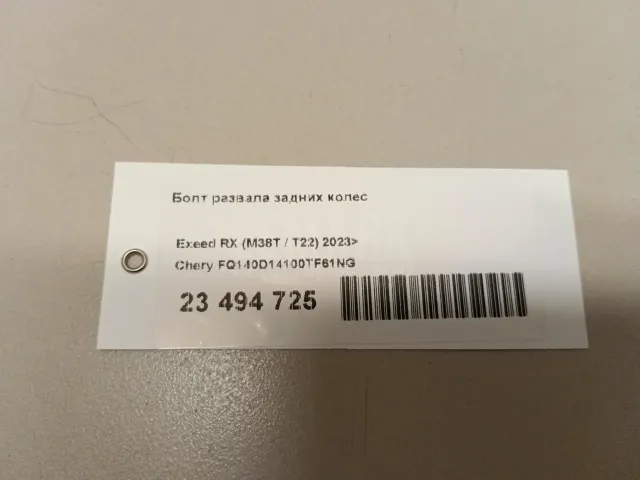 Болт развала задних колес
Exeed RX (M38T / T22) 2023>
Chery FQ140D14100TF61NG
23 494 725